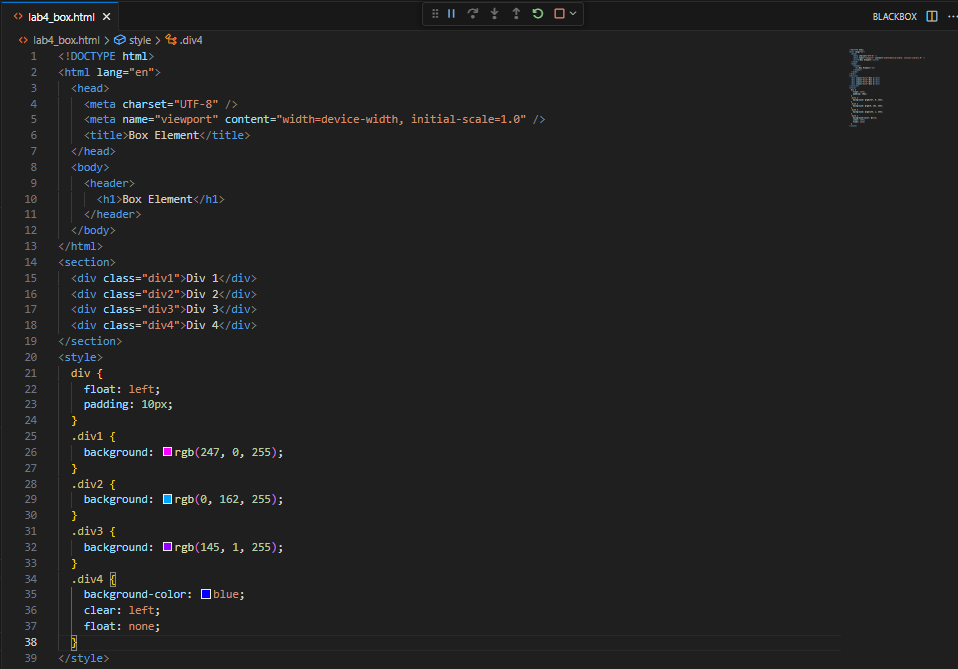 lab4_box.html
BLACKBOX
lab4_box.html > style > .div4
1 <!DOCTYPE html>
2 <html lang="en">
3 <head>
4 <meta charset="UTF-8" />
5 <meta name="viewport" content="width=device-width, initial-scale=1.0" />
6 <title>Box Element</title>
7 </head>
8 <body>
9 <header>
10 <h1>Box Element</h1>
11 </header>
12 </body>
13 </html>
14 <section>
15 <div class="div1">Div 1</div>
16 <div class="div2">Div 2</div>
17 <div class="div3">Div 3</div>
18 <div class="div4">Div 4</div>
19 </section>
20 <style>
21 div {
22 float: left;
23 padding: 10px;
24 }
25 .div1 {
26 background: rgb(247, 0, 255);
27 }
28 .div2 {
29 background: rgb(0, 162, 255);
30 }
31 .div3 {
32 background: rgb(145, 1, 255);
33 }
34 .div4 {
35 background-color: blue;
36 clear: left;
37 float: none;
38 }
39 </style>